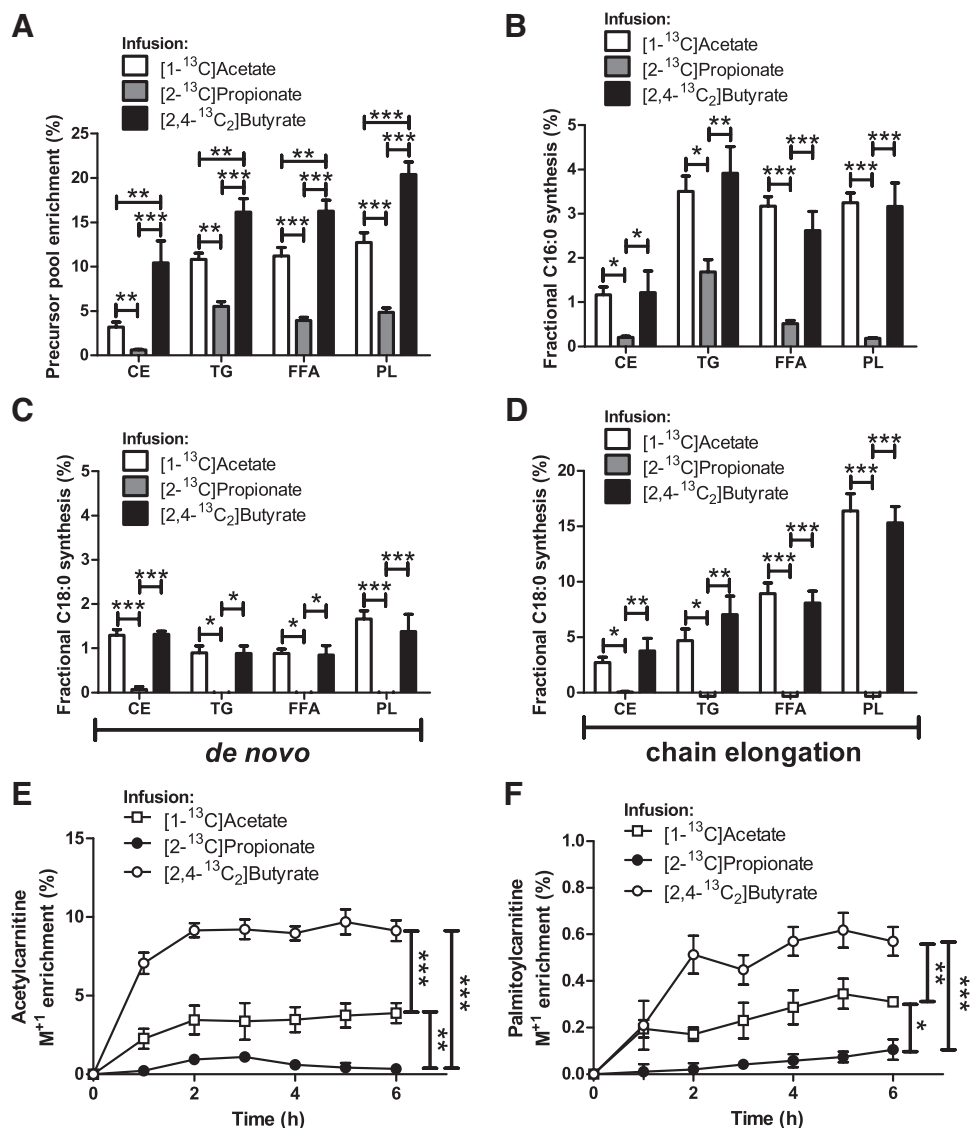 A
Infusion:
[1-¹³C]Acetate
[2-¹³C]Propionate
[2,4-¹³C₂]Butyrate
Precursor pool enrichment (%)
25
20
15
10
5
0
** *** **
** *** **
*** *** **
*** *** ***
CE TG FFA PL
B
Infusion:
[1-¹³C]Acetate
[2-¹³C]Propionate
[2,4-¹³C₂]Butyrate
Fractional C16:0 synthesis (%)
5
4
3
2
1
0
* *
* **
*** ***
*** ***
CE TG FFA PL
C
Infusion:
[1-¹³C]Acetate
[2-¹³C]Propionate
[2,4-¹³C₂]Butyrate
Fractional C18:0 synthesis (%)
5
4
3
2
1
0
*** ***
* *
* *
*** ***
CE TG FFA PL
de novo
D
Infusion:
[1-¹³C]Acetate
[2-¹³C]Propionate
[2,4-¹³C₂]Butyrate
Fractional C18:0 synthesis (%)
20
15
10
5
0
* **
* **
*** ***
*** ***
CE TG FFA PL
chain elongation
E
Infusion:
[1-¹³C]Acetate
[2-¹³C]Propionate
[2,4-¹³C₂]Butyrate
Acetylcarnitine
M⁺¹ enrichment (%)
15
10
5
0
*** ** ***
0 2 4 6
Time (h)
F
Infusion:
[1-¹³C]Acetate
[2-¹³C]Propionate
[2,4-¹³C₂]Butyrate
Palmitoylcarnitine
M⁺¹ enrichment (%)
1.0
0.8
0.6
0.4
0.2
0.0
** * ***
0 2 4 6
Time (h)